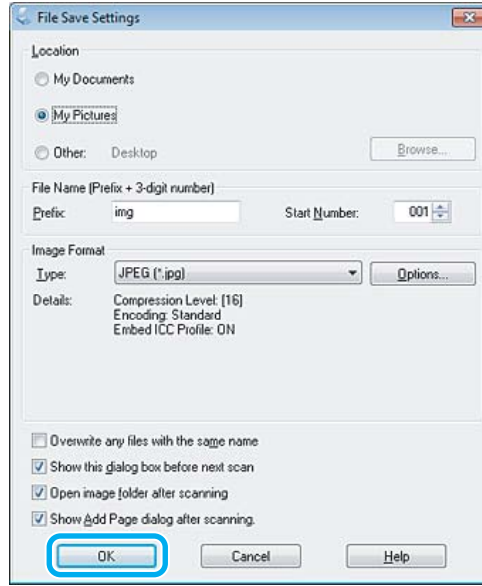 File Save Settings
Location
My Documents
My Pictures
Other: Desktop Browse...
File Name (Prefix + 3-digit number)
Prefix: img Start Number: 001
Image Format
Type: JPEG (*.jpg) Options...
Details: Compression Level: [16]
Encoding: Standard
Embed ICC Profile: ON
Overwrite any files with the same name
Show this dialog box before next scan
Open image folder after scanning
Show Add Page dialog after scanning.
OK Cancel Help